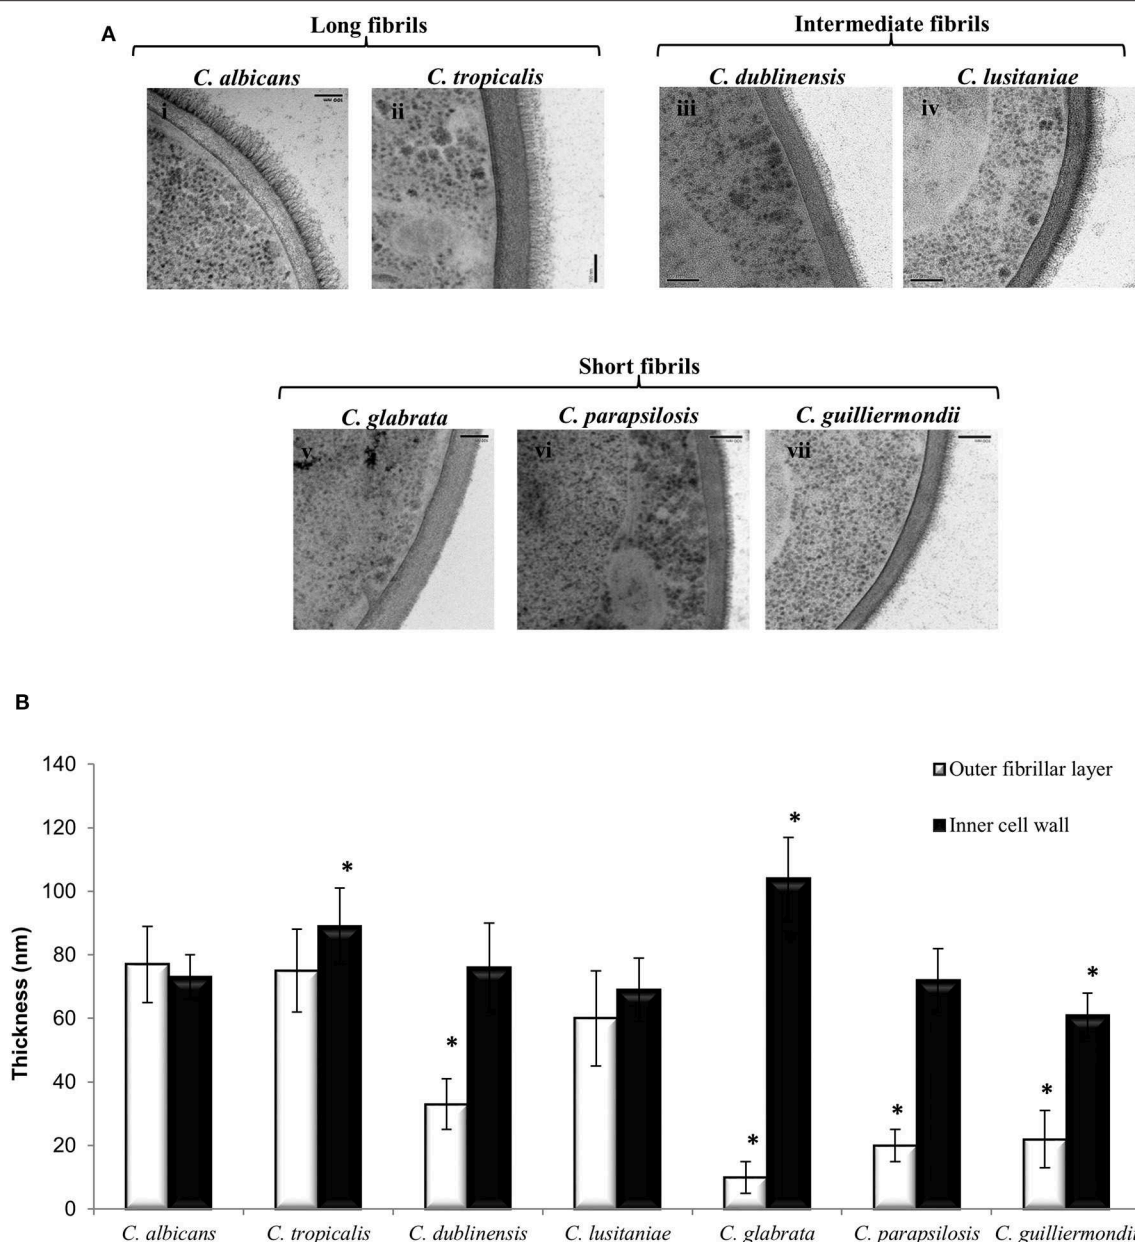 A
Long fibrils
Intermediate fibrils
C. albicans
C. tropicalis
C. dublinensis
C. lusitaniae
i
ii
iii
iv
Short fibrils
C. glabrata
C. parapsilosis
C. guilliermondii
v
vi
vii
B
Thickness (nm)
140
120
100
80
60
40
20
0
Outer fibrillar layer
Inner cell wall
*
*
*
*
*
*
*
*
C. albicans
C. tropicalis
C. dublinensis
C. lusitaniae
C. glabrata
C. parapsilosis
C. guilliermondii